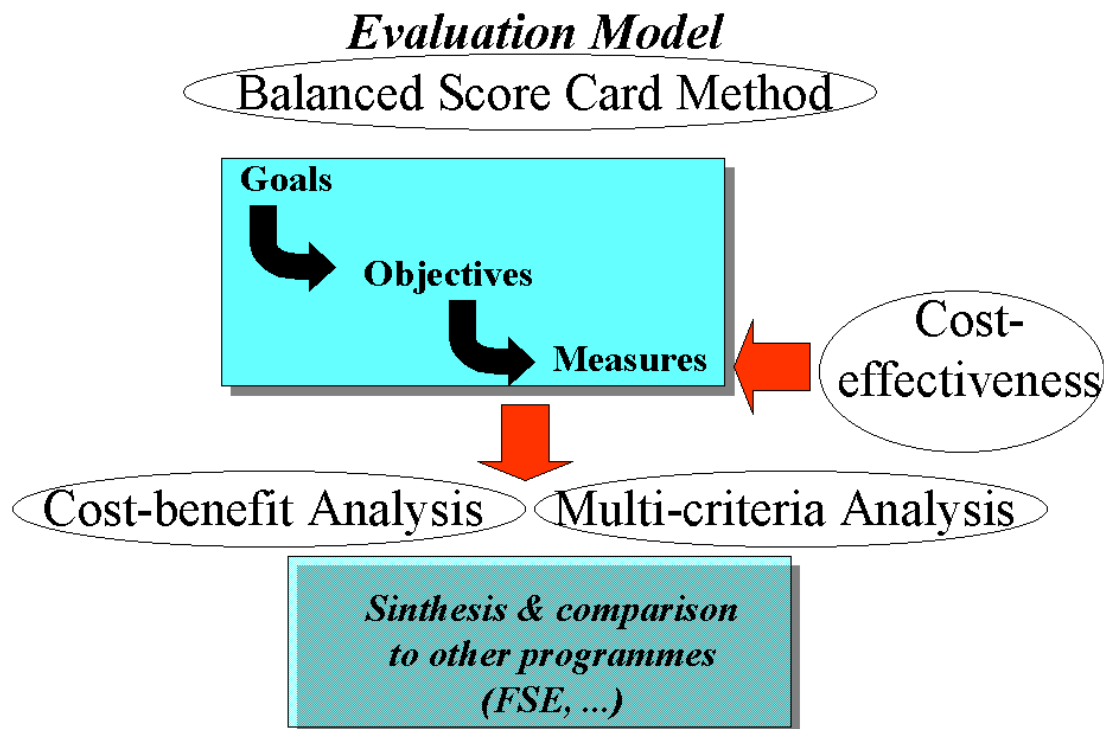 Evaluation Model
Balanced Score Card Method
Goals
Objectives
Measures
Cost-
effectiveness
Cost-benefit Analysis
Multi-criteria Analysis
Sinthesis & comparison
to other programmes
(FSE, ...)